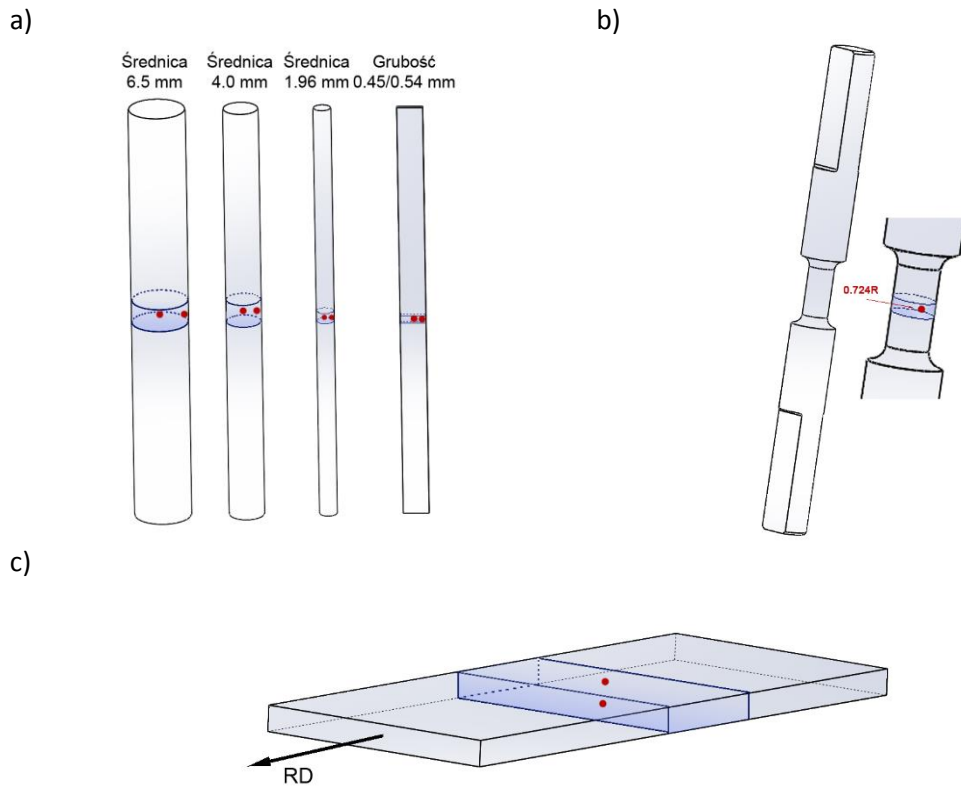 a)
Średnica Średnica Średnica Grubość
6.5 mm 4.0 mm 1.96 mm 0.45/0.54 mm
b)
0.724R
c)
RD